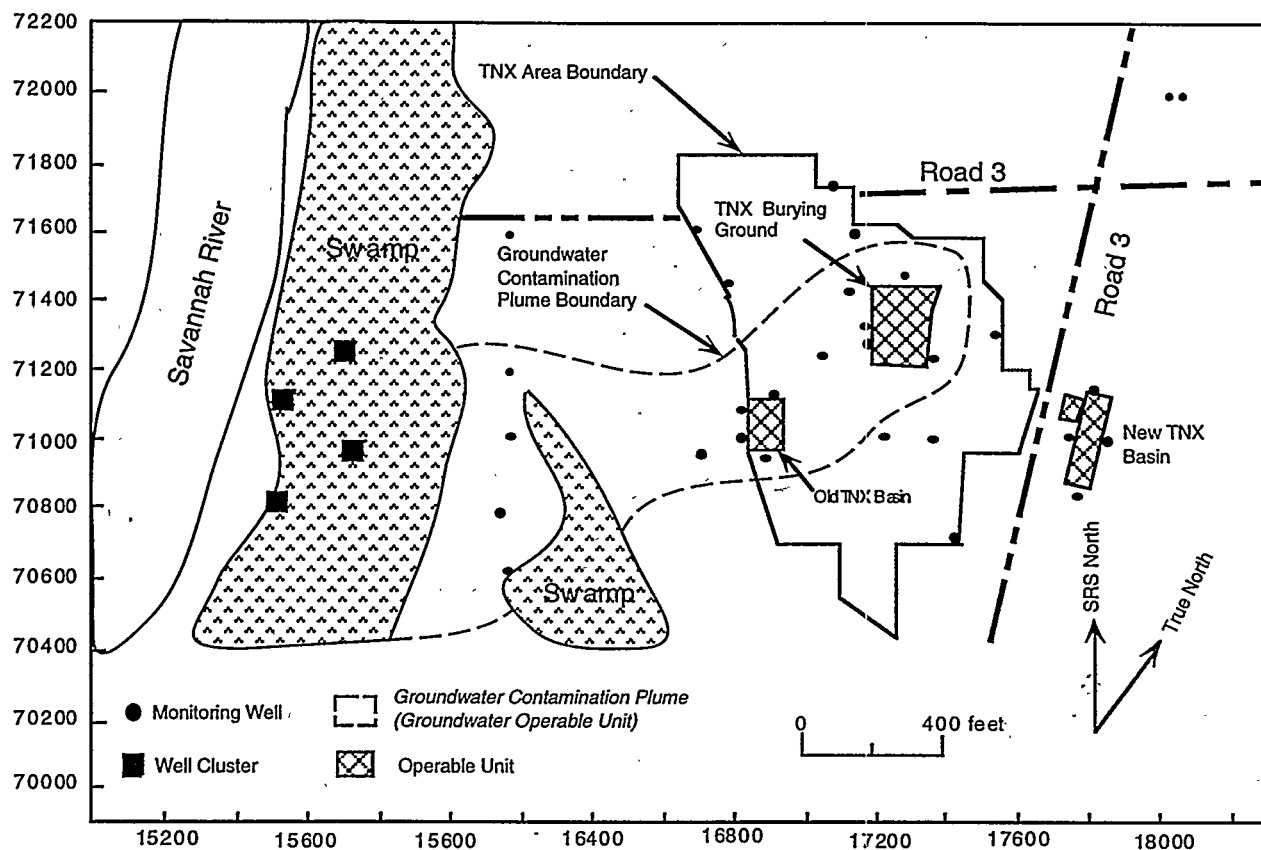 72200
72000
71800
71600
71400
71200
71000
70800
70600
70400
70200
70000
TNX Area Boundary
Road 3
TNX Burying
Ground
Savannah River
Swamp
Groundwater
Contamination
Plume Boundary
Road 3
New TNX
Basin
Old TNX Basin
Swamp
SRS North
True North
Monitoring Well
Groundwater Contamination Plume
(Groundwater Operable Unit)
0 400 feet
Well Cluster
Operable Unit
15200 15600 15600 16400 16800 17200 17600 18000